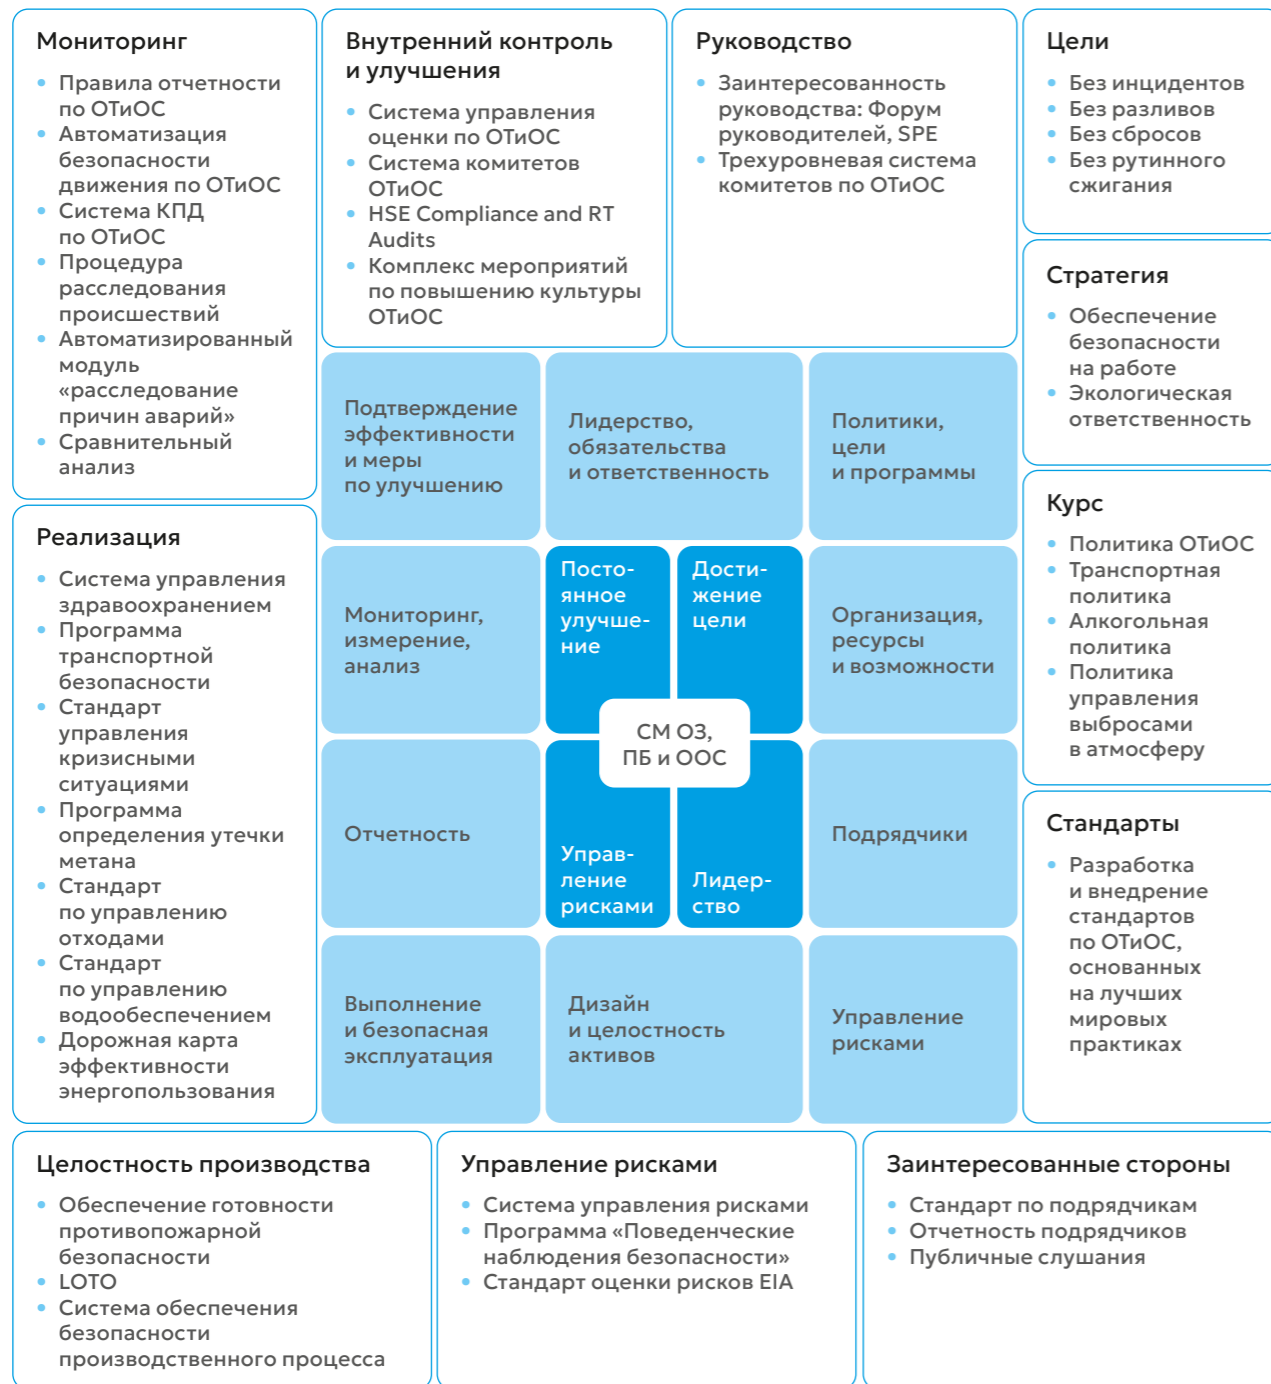 Мониторинг
• Правила отчетности
по ОТиОС
• Автоматизация
безопасности
движения по ОТиОС
• Система КПД
по ОТиОС
• Процедура
расследования
происшествий
• Автоматизированный
модуль
«расследование
причин аварий»
• Сравнительный
анализ
Внутренний контроль
и улучшения
• Система управления
оценки по ОТиОС
• Система комитетов
ОТиОС
• HSE Compliance and RT
Audits
• Комплекс мероприятий
по повышению культуры
ОТиОС
Руководство
• Заинтересованность
руководства: Форум
руководителей, SPE
• Трехуровневая система
комитетов по ОТиОС
Цели
• Без инцидентов
• Без разливов
• Без сбросов
• Без рутинного
сжигания
Стратегия
• Обеспечение
безопасности
на работе
• Экологическая
ответственность
Курс
• Политика ОТиОС
• Транспортная
политика
• Алкогольная
политика
• Политика
управления
выбросами
в атмосферу
Стандарты
• Разработка
и внедрение
стандартов
по ОТиОС,
основанных
на лучших
мировых
практиках
Реализация
• Система управления
здравоохранением
• Программа
транспортной
безопасности
• Стандарт
управления
кризисными
ситуациями
• Программа
определения утечки
метана
• Стандарт
по управлению
отходами
• Стандарт
по управлению
водообеспечением
• Дорожная карта
эффективности
энергопользования
Подтверждение
эффективности
и меры
по улучшению
Лидерство,
обязательства
и ответственность
Политики,
цели
и программы
Мониторинг,
измерение,
анализ
Посто-
янное
улучше-
ние
Дости-
жение
цели
Организация,
ресурсы
и возможности
СМ ОЗ,
ПБ и ООС
Отчетность
Управ-
ление
рисками
Лидер-
ство
Подрядчики
Выполнение
и безопасная
эксплуатация
Дизайн
и целостность
активов
Управление
рисками
Целостность производства
• Обеспечение готовности
противопожарной
безопасности
• LOTO
• Система обеспечения
безопасности
производственного процесса
Управление рисками
• Система управления рисками
• Программа «Поведенческие
наблюдения безопасности»
• Стандарт оценки рисков EIA
Заинтересованные стороны
• Стандарт по подрядчикам
• Отчетность подрядчиков
• Публичные слушания